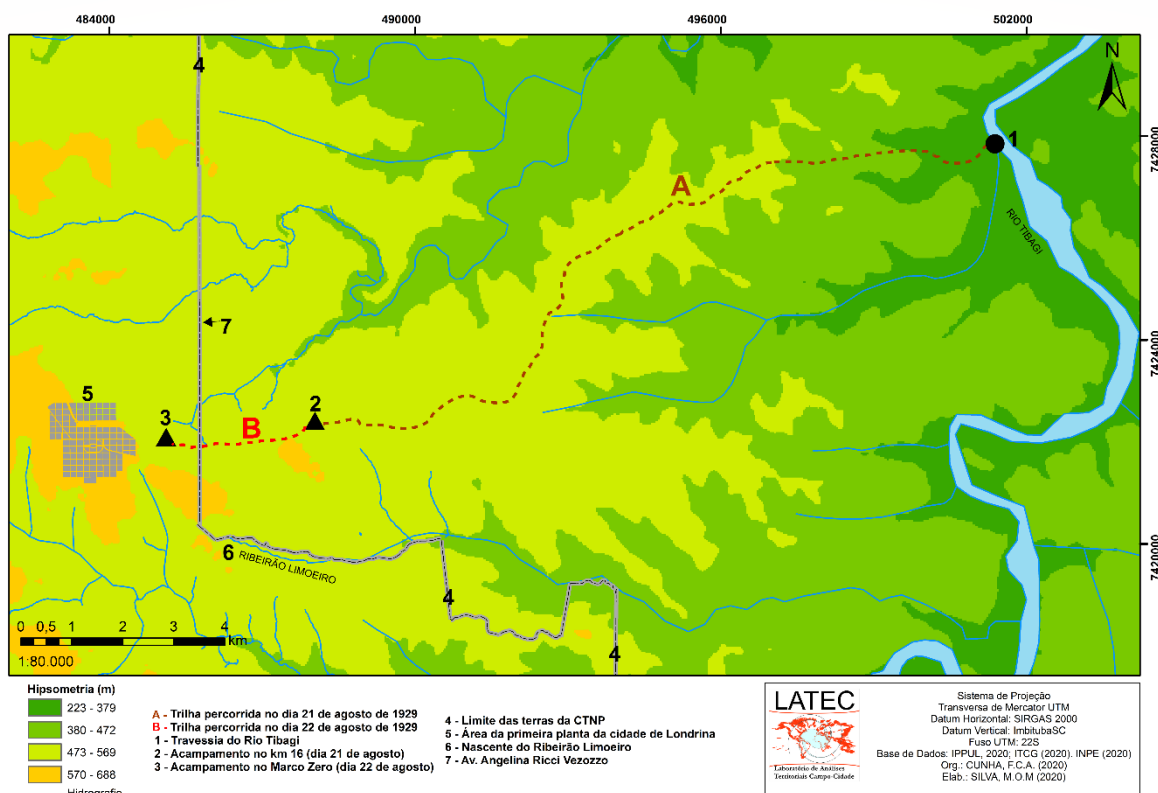 484000 490000 496000 502000
N
4
1
7428000
A
RIO TIBAGI
7
7424000
5
3
2
B
6
RIBEIRÃO LIMOEIRO
7420000
4
4
0 0,5 1 2 3 4
km
1:80.000
Hipsometria (m)
223 - 379
380 - 472
473 - 569
570 - 688
Hidrografia
A - Trilha percorrida no dia 21 de agosto de 1929
B - Trilha percorrida no dia 22 de agosto de 1929
1 - Travessia do Rio Tibagi
2 - Acampamento no km 16 (dia 21 de agosto)
3 - Acampamento no Marco Zero (dia 22 de agosto)
4 - Limite das terras da CTNP
5 - Área da primeira planta da cidade de Londrina
6 - Nascente do Ribeirão Limoeiro
7 - Av. Angelina Ricci Vezozzo
LATEC
Laboratório de Análises
Territoriais Campo-Cidade
Sistema de Projeção
Transversa de Mercator UTM
Datum Horizontal: SIRGAS 2000
Datum Vertical: ImbitubaSC
Fuso UTM: 22S
Base de Dados: IPPUL, 2020; ITCG (2020). INPE (2020)
Org.: CUNHA, F.C.A. (2020)
Elab.: SILVA, M.O.M (2020)